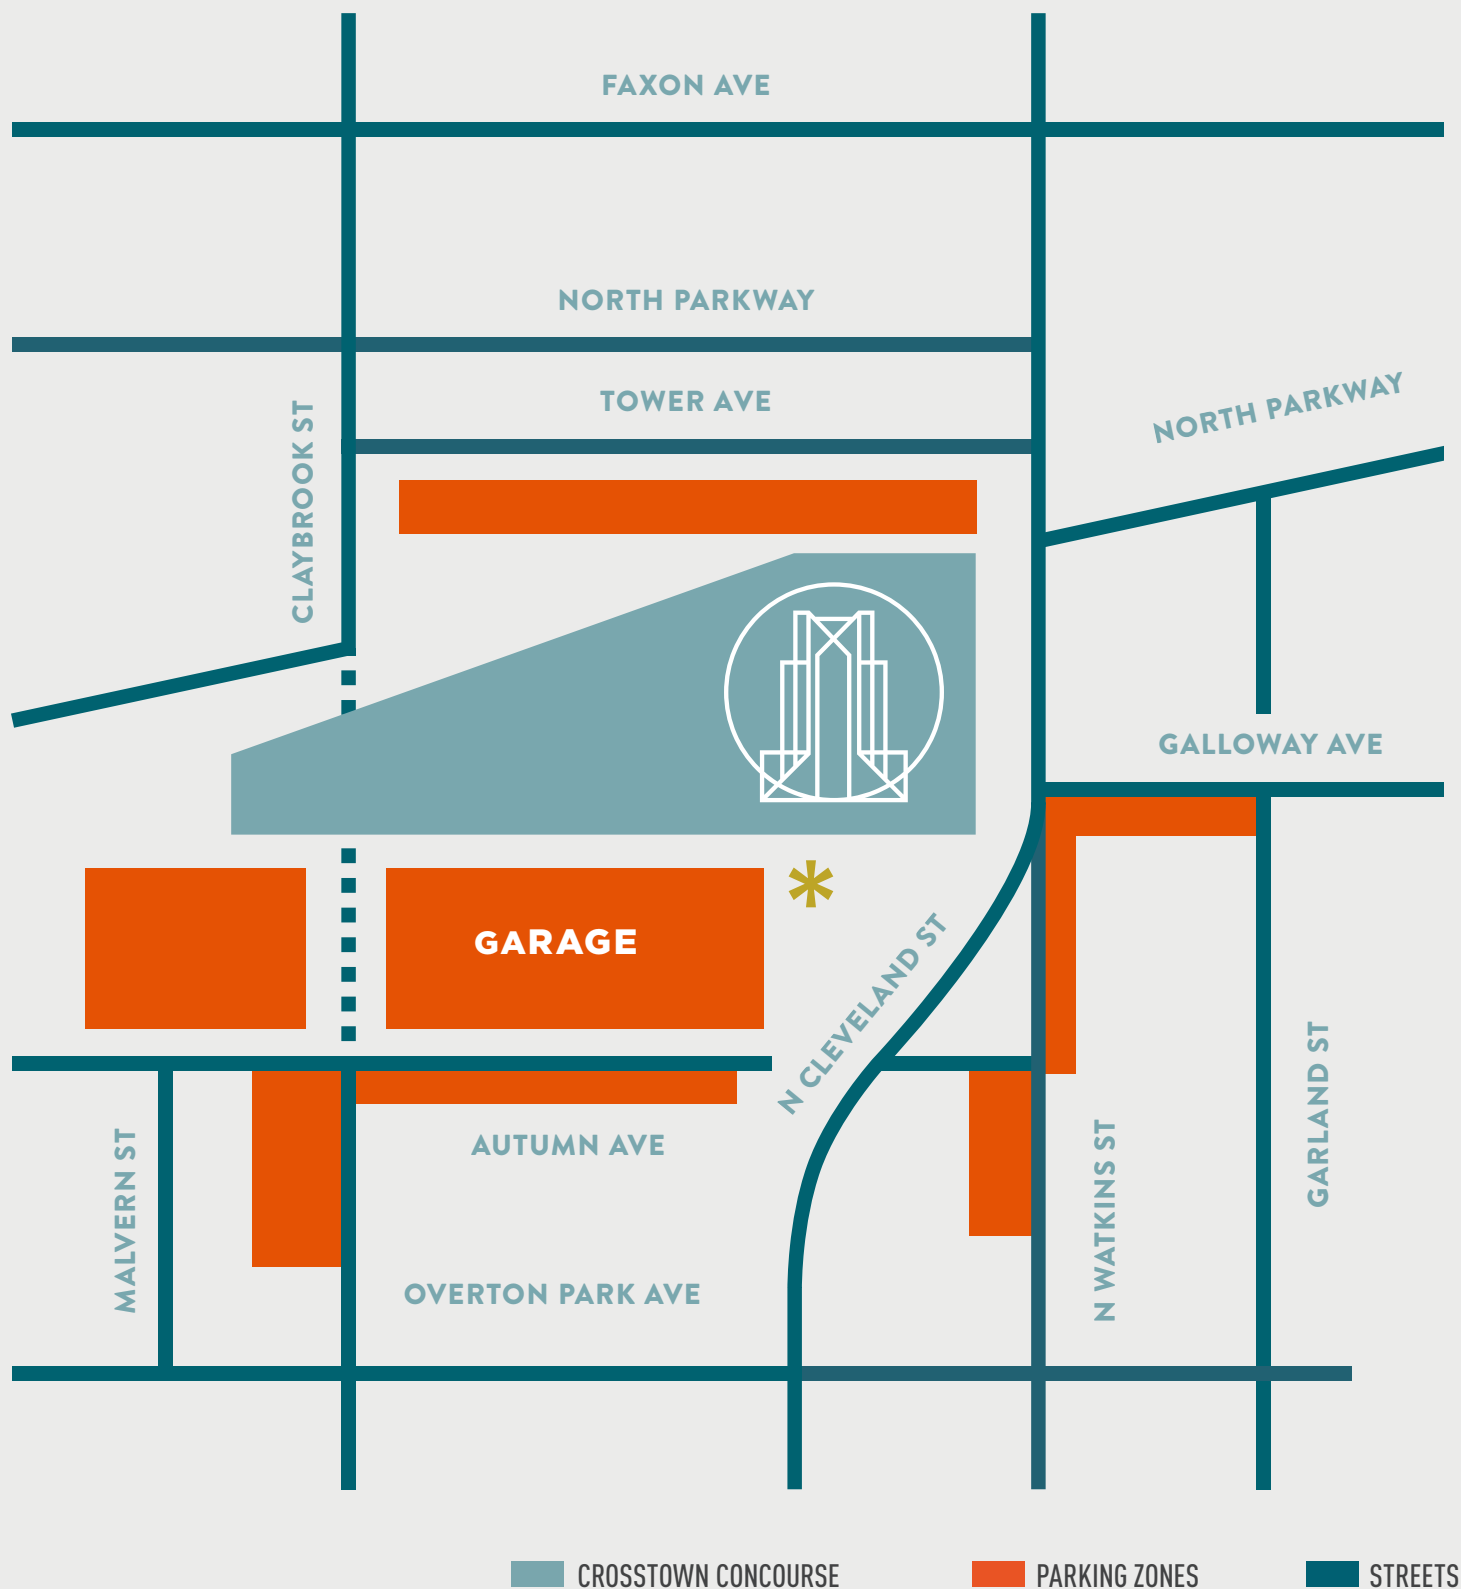 FAXON AVE
NORTH PARKWAY
TOWER AVE
NORTH PARKWAY
CLAYBROOK ST
GALLOWAY AVE
*
GARAGE
N CLEVELAND ST
GARLAND ST
MALVERN ST
AUTUMN AVE
N WATKINS ST
OVERTON PARK AVE
CROSSTOWN CONCOURSE
PARKING ZONES
STREETS